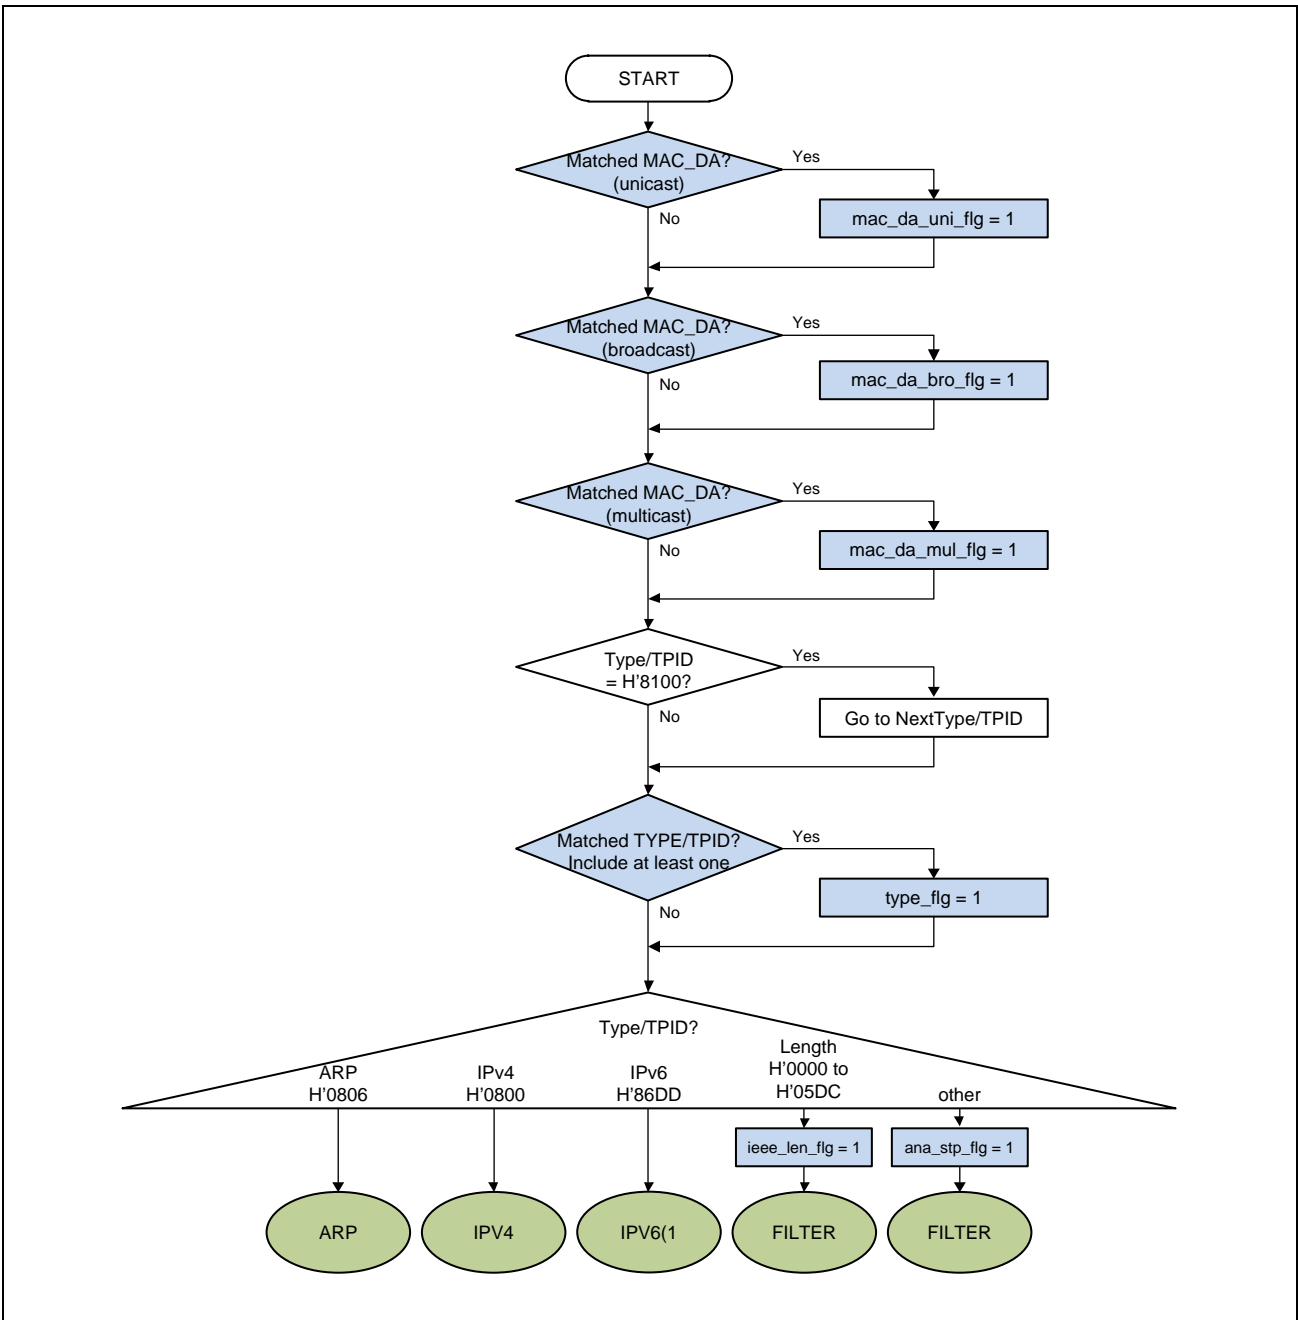 START
Matched MAC_DA?
(unicast)
Yes
No
mac_da_uni_flg = 1
Matched MAC_DA?
(broadcast)
Yes
No
mac_da_bro_flg = 1
Matched MAC_DA?
(multicast)
Yes
No
mac_da_mul_flg = 1
Type/TPID
= H'8100?
Yes
No
Go to NextType/TPID
Matched TYPE/TPID?
Include at least one
Yes
No
type_flg = 1
Type/TPID?
ARP
H'0806
IPv4
H'0800
IPv6
H'86DD
Length
H'0000 to
H'05DC
other
ieee_len_flg = 1
ana_stp_flg = 1
ARP
IPV4
IPV6(1
FILTER
FILTER